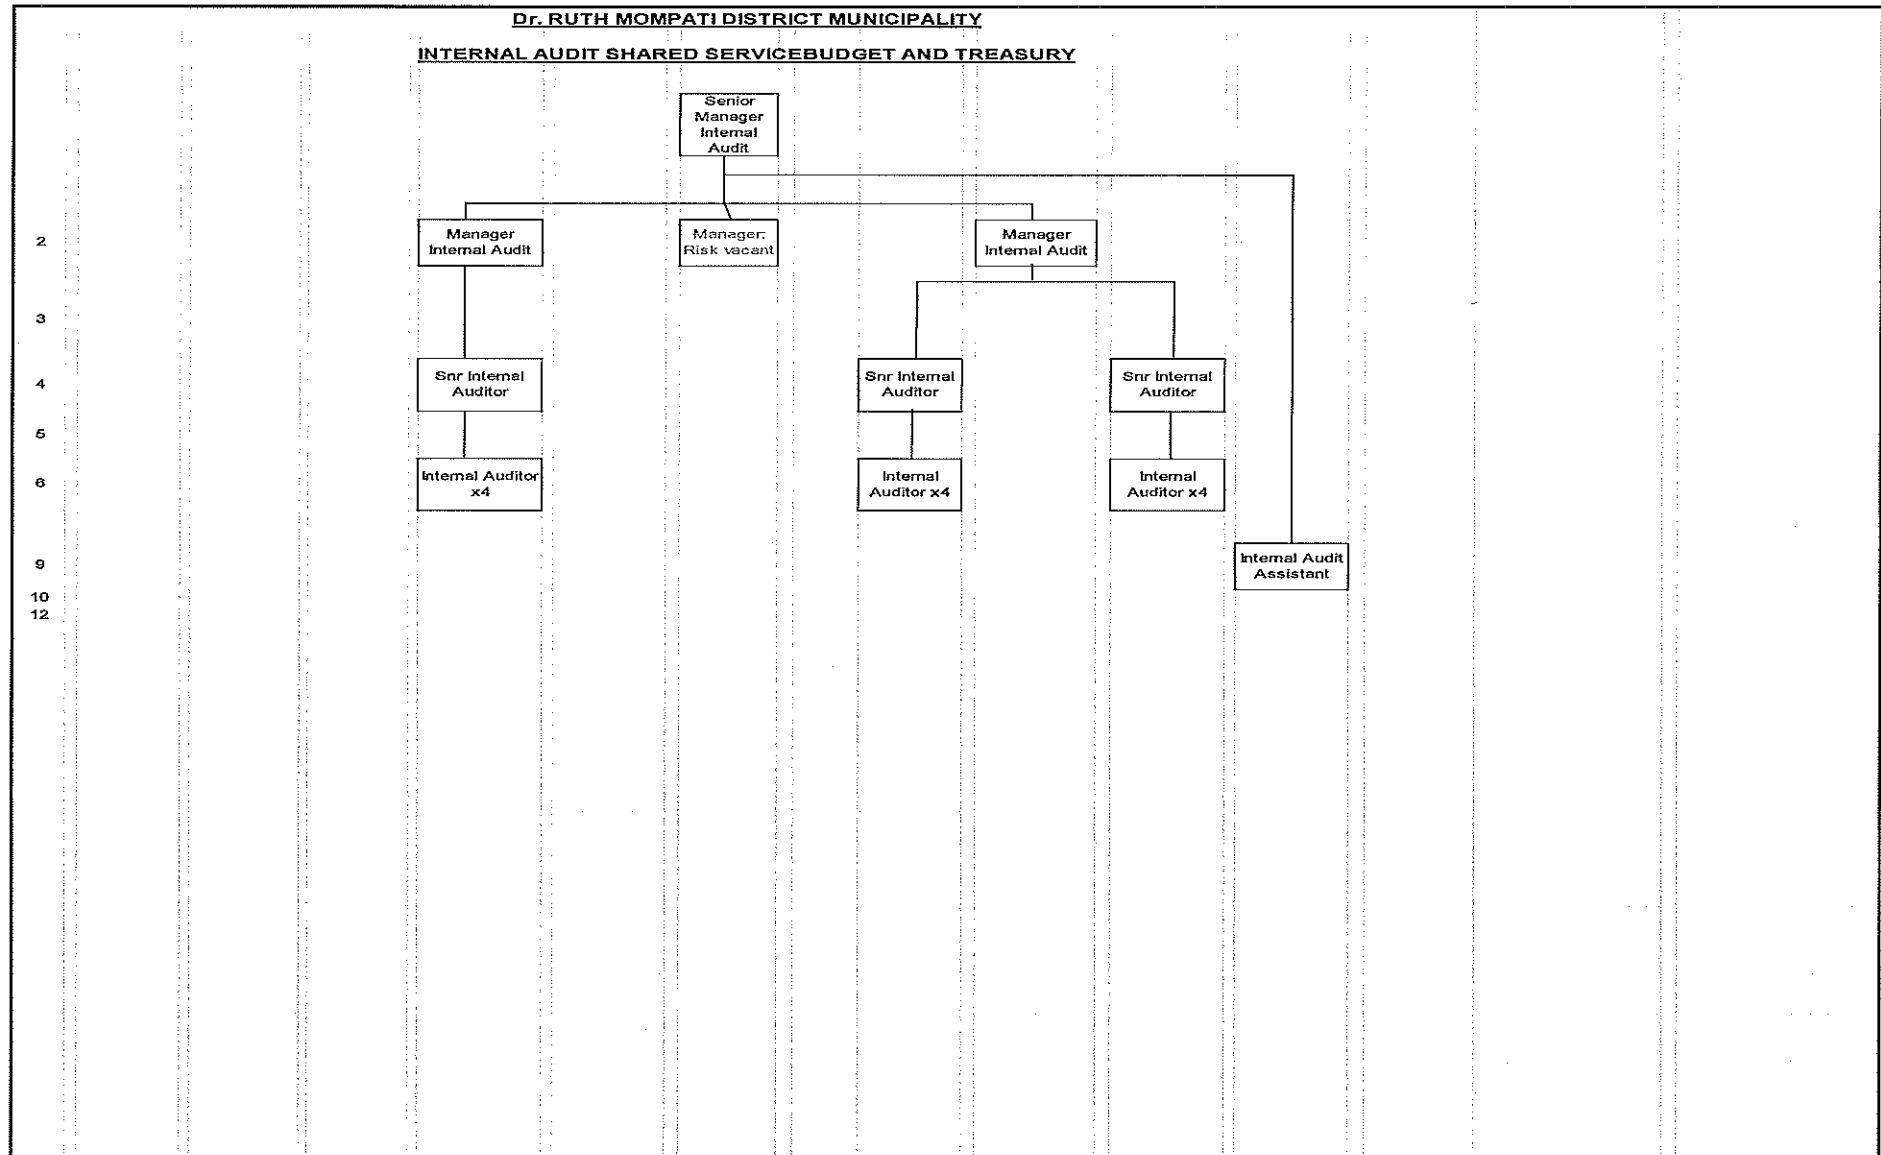 Dr. RUTH MOMPATI DISTRICT MUNICIPALITY
INTERNAL AUDIT SHARED SERVICEBUDGET AND TREASURY
Senior
Manager
Internal
Audit
2
Manager
Internal Audit
Manager:
Risk vacant
Manager
Internal Audit
3
4
Snr Internal
Auditor
Snr Internal
Auditor
Snr Internal
Auditor
5
6
Internal Auditor
x4
Internal
Auditor x4
Internal
Auditor x4
9
Internal Audit
Assistant
10
12